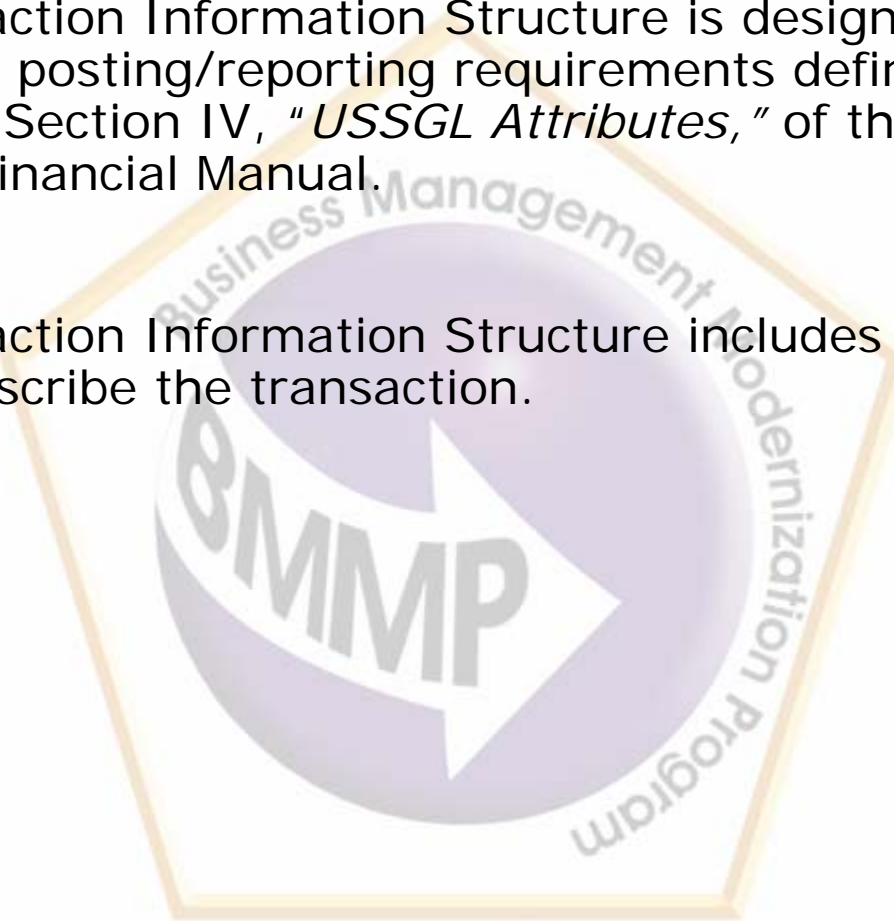 action Information Structure is design
posting/reporting requirements defin
Section IV, "USSGL Attributes," of th
inancial Manual.
action Information Structure includes
scribe the transaction.
Business Management Modernization Program
BMMP